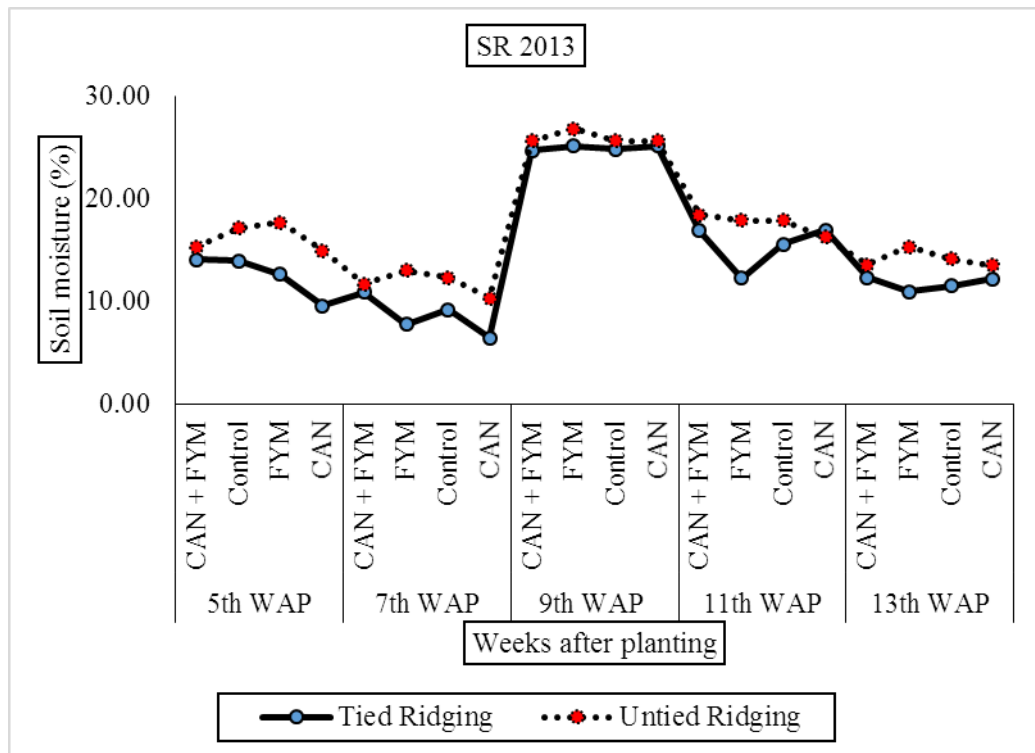 SR 2013
30.00
20.00
10.00
0.00
Soil moisture (%)
CAN + FYM
Control
FYM
CAN
CAN + FYM
FYM
Control
CAN
CAN + FYM
FYM
Control
CAN
CAN + FYM
FYM
Control
CAN
CAN + FYM
FYM
Control
CAN
5th WAP 7th WAP 9th WAP 11th WAP 13th WAP
Weeks after planting
Tied Ridging Untied Ridging